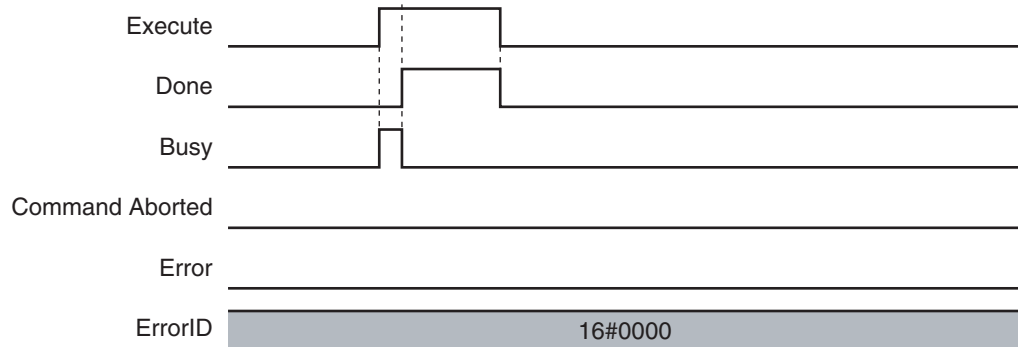 Execute
Done
Busy
Command Aborted
Error
ErrorID
16#0000